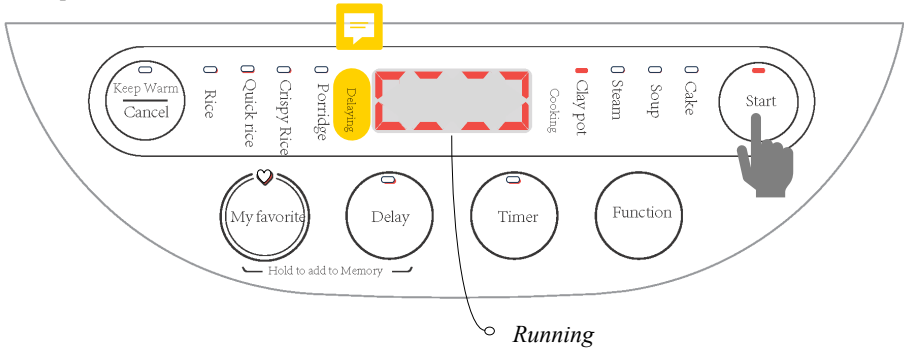 Keep Warm
Cancel
Rice
Quick rice
Crispy Rice
Porridge
Delaying
Cooking
Clay pot
Steam
Soup
Cake
Start
My favorite
Delay
Timer
Function
Hold to add to Memory
Running